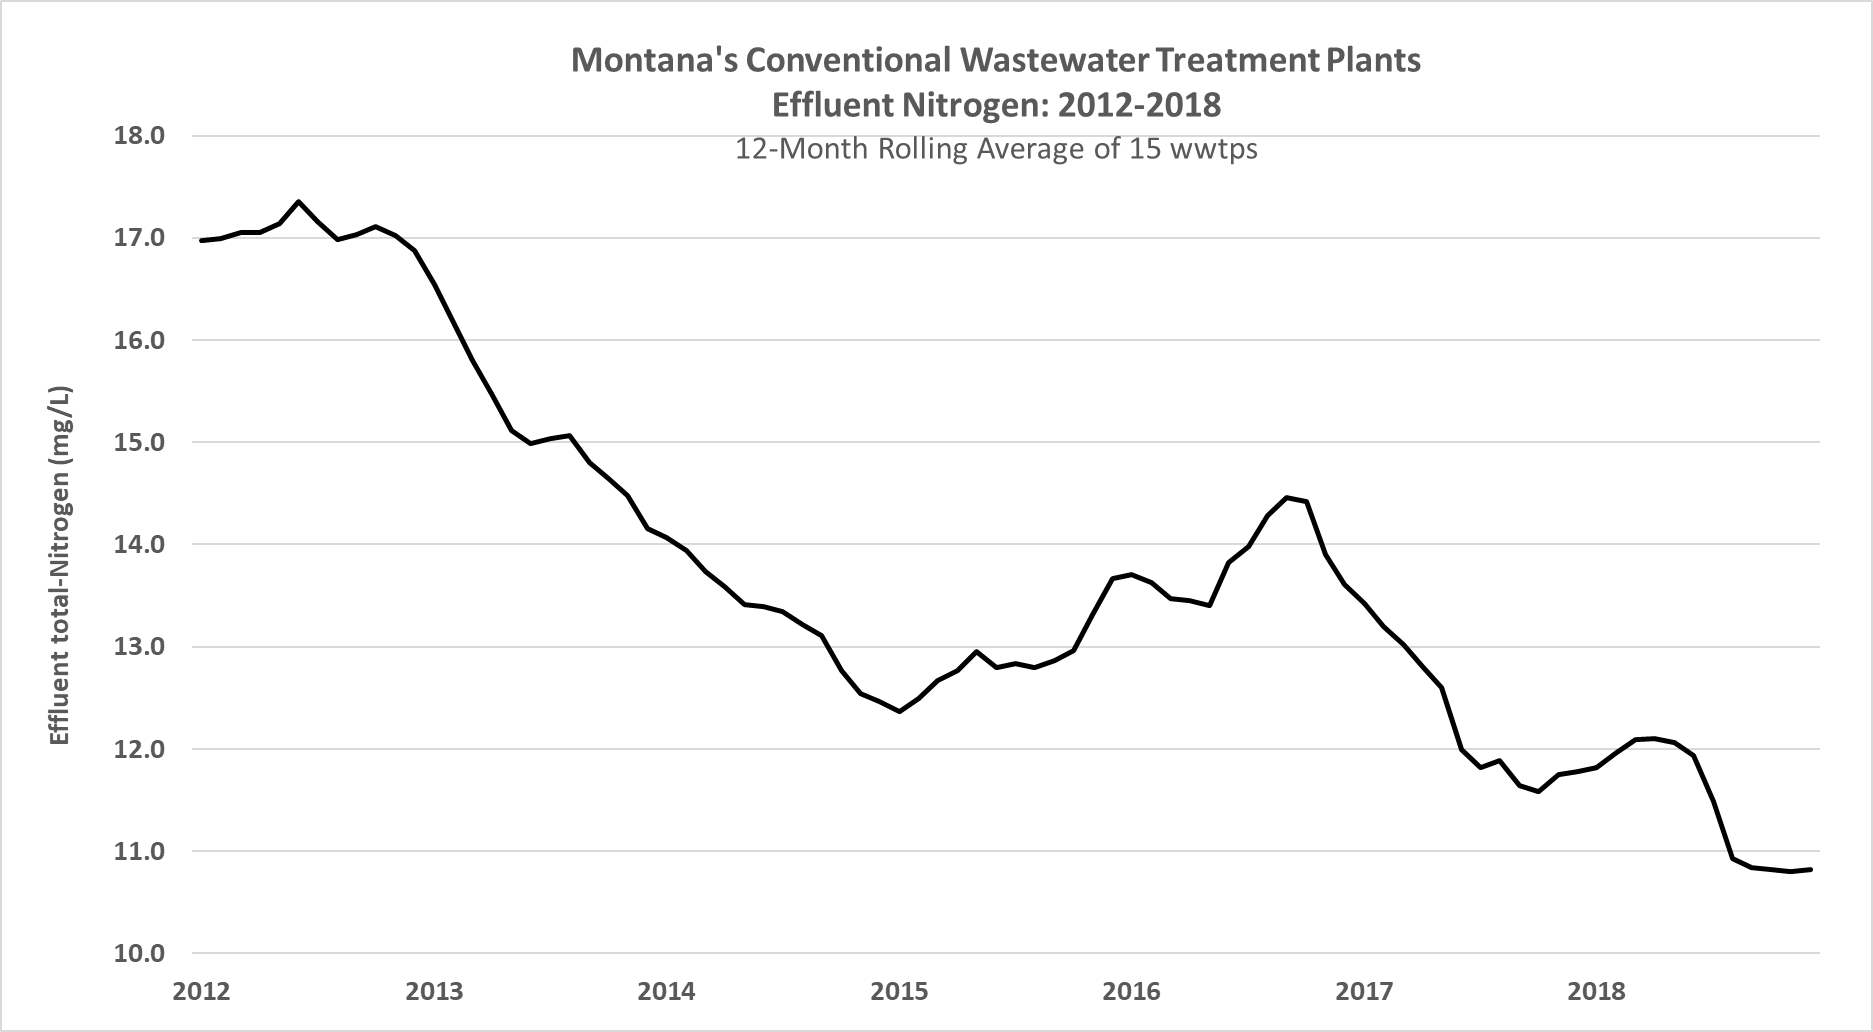 Montana's Conventional Wastewater Treatment Plants
Effluent Nitrogen: 2012-2018
12-Month Rolling Average of 15 wwtps
Effluent total-Nitrogen (mg/L)
18.0
17.0
16.0
15.0
14.0
13.0
12.0
11.0
10.0
2012 2013 2014 2015 2016 2017 2018